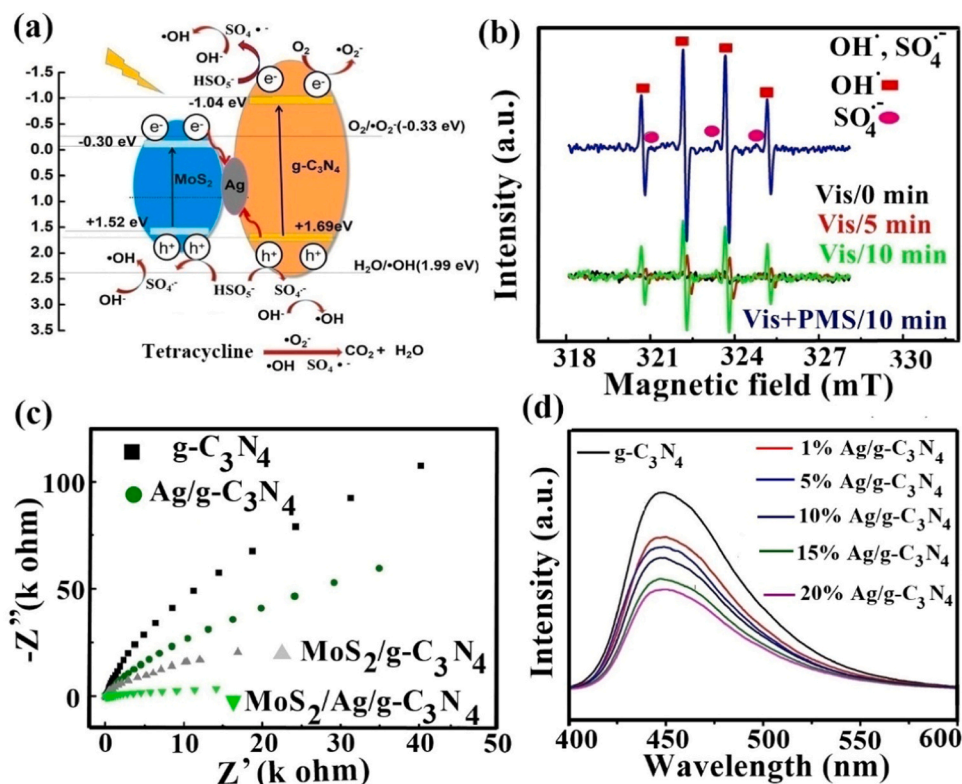 (a)
•OH
SO₄•⁻
OH⁻
HSO₅⁻
O₂
•O₂⁻
-1.5
-1.0
-0.5
0.0
0.5
1.0
1.5
2.0
2.5
3.0
3.5
e⁻
e⁻
e⁻
e⁻
-1.04 eV
O₂/•O₂⁻(-0.33 eV)
-0.30 eV
MoS₂
Ag
g-C₃N₄
+1.52 eV
+1.69eV
h⁺
h⁺
h⁺
h⁺
H₂O/•OH(1.99 eV)
•OH
OH⁻
SO₄•⁻
HSO₅⁻
SO₄•⁻
OH⁻
•OH
Tetracycline
•O₂⁻
•OH SO₄•⁻
CO₂ + H₂O
(b)
Intensity (a.u.)
OH˙, SO₄˙⁻
OH˙
SO₄˙⁻
Vis/0 min
Vis/5 min
Vis/10 min
Vis+PMS/10 min
318 321 324 327 330
Magnetic field (mT)
(c)
g-C₃N₄
Ag/g-C₃N₄
MoS₂/g-C₃N₄
MoS₂/Ag/g-C₃N₄
-Z''(k ohm)
100
50
0
0 10 20 30 40 50
Z'(k ohm)
(d)
Intensity (a.u.)
g-C₃N₄
1% Ag/g-C₃N₄
5% Ag/g-C₃N₄
10% Ag/g-C₃N₄
15% Ag/g-C₃N₄
20% Ag/g-C₃N₄
400 450 500 550 600
Wavelength (nm)